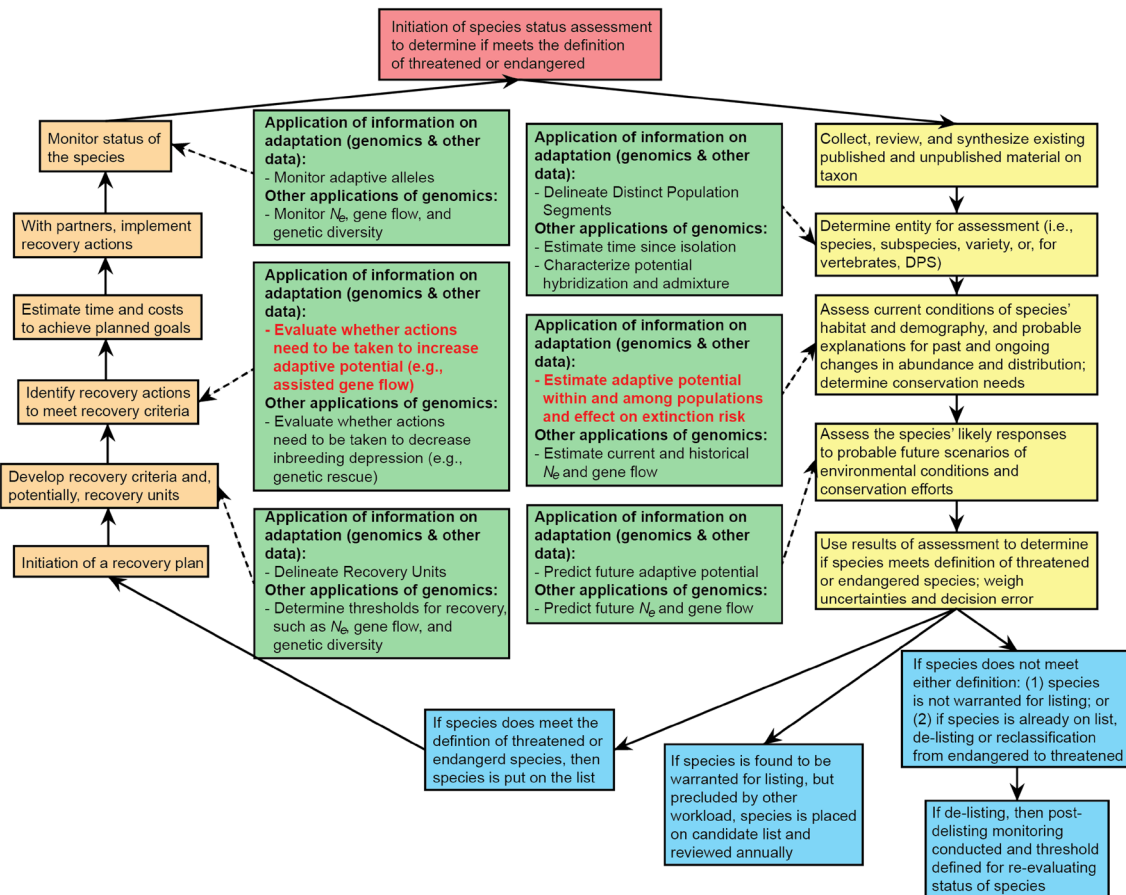 Initiation of species status assessment
to determine if meets the definition
of threatened or endangered
Monitor status of
the species
With partners, implement
recovery actions
Estimate time and costs
to achieve planned goals
Identify recovery actions
to meet recovery criteria
Develop recovery criteria and,
potentially, recovery units
Initiation of a recovery plan
Application of information on
adaptation (genomics & other
data):
- Monitor adaptive alleles
Other applications of genomics:
- Monitor Ne, gene flow, and
genetic diversity
Application of information on
adaptation (genomics & other
data):
- Evaluate whether actions
need to be taken to increase
adaptive potential (e.g.,
assisted gene flow)
Other applications of genomics:
- Evaluate whether actions
need to be taken to decrease
inbreeding depression (e.g.,
genetic rescue)
Application of information on
adaptation (genomics & other
data):
- Delineate Recovery Units
Other applications of genomics:
- Determine thresholds for recovery,
such as Ne, gene flow, and
genetic diversity
Application of information on
adaptation (genomics & other
data):
- Delineate Distinct Population
Segments
Other applications of genomics:
- Estimate time since isolation
- Characterize potential
hybridization and admixture
Application of information on
adaptation (genomics & other
data):
- Estimate adaptive potential
within and among populations
and effect on extinction risk
Other applications of genomics:
- Estimate current and historical
Ne and gene flow
Application of information on
adaptation (genomics & other
data):
- Predict future adaptive potential
Other applications of genomics:
- Predict future Ne and gene flow
Collect, review, and synthesize existing
published and unpublished material on
taxon
Determine entity for assessment (i.e.,
species, subspecies, variety, or, for
vertebrates, DPS)
Assess current conditions of species'
habitat and demography, and probable
explanations for past and ongoing
changes in abundance and distribution;
determine conservation needs
Assess the species' likely responses
to probable future scenarios of
environmental conditions and
conservation efforts
Use results of assessment to determine
if species meets definition of threatened
or endangered species; weigh
uncertainties and decision error
If species does meet the
defintion of threatened or
endangerd species, then
species is put on the list
If species is found to be
warranted for listing, but
precluded by other
workload, species is placed
on candidate list and
reviewed annually
If species does not meet
either definition: (1) species
is not warranted for listing; or
(2) if species is already on list,
de-listing or reclassification
from endangered to threatened
If de-listing, then post-
delisting monitoring
conducted and threshold
defined for re-evaluating
status of species